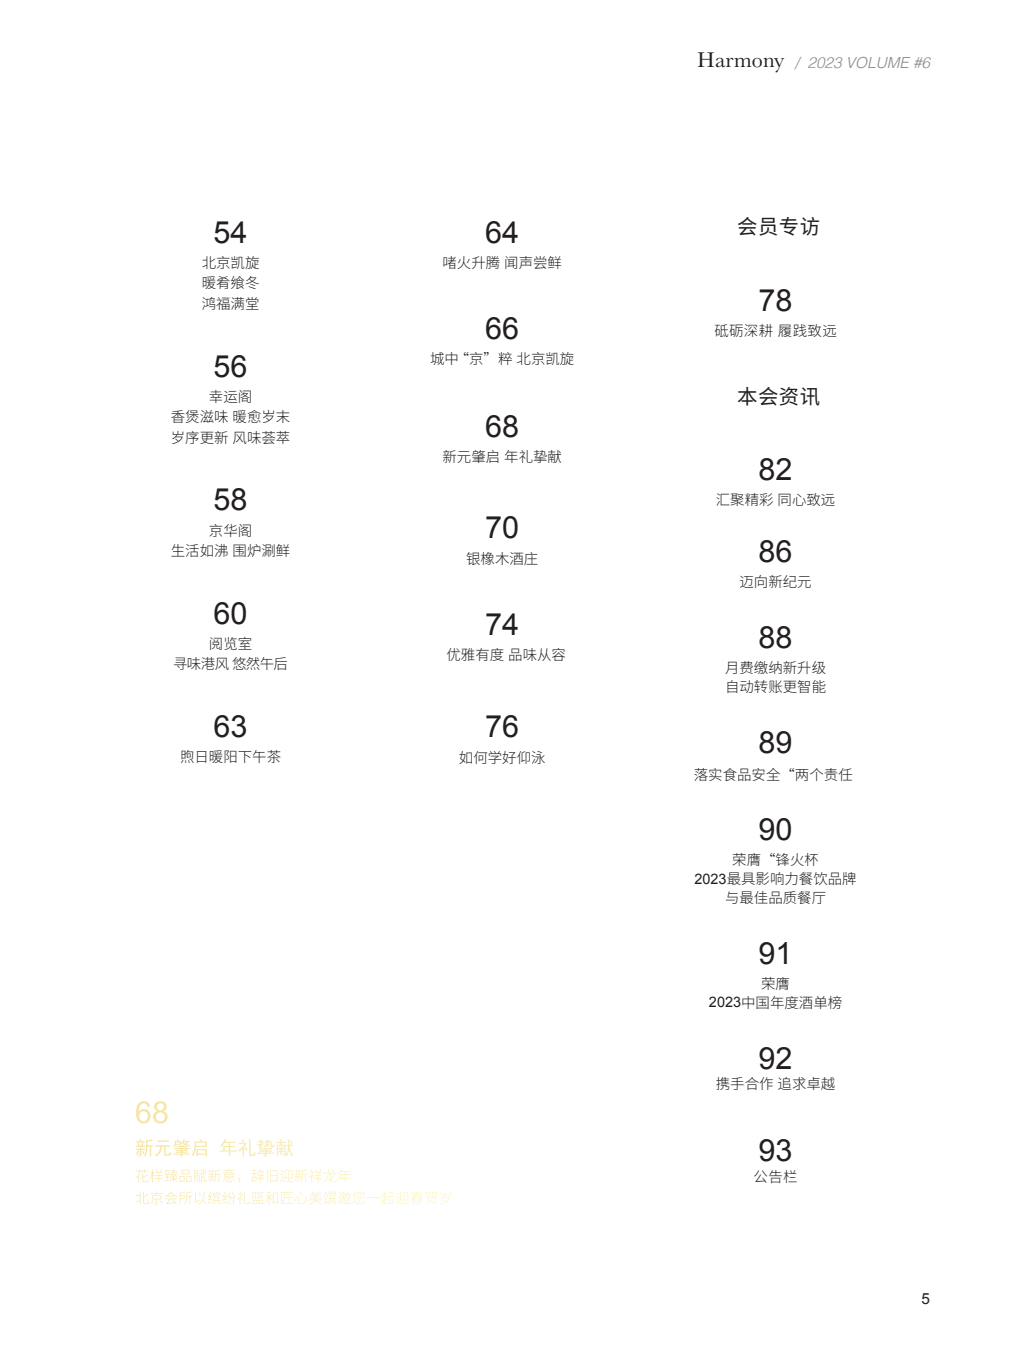 Harmony / 2023 VOLUME #6
54
北京凯旋
暖肴飨冬
鸿福满堂
56
幸运阁
香煲滋味 暖愈岁末
岁序更新 风味荟萃
58
京华阁
生活如沸 围炉涮鲜
60
阅览室
寻味港风 悠然午后
63
煦日暖阳下午茶
64
啫火升腾 闻声尝鲜
66
城中“京”粹 北京凯旋
68
新元肇启 年礼挚献
70
银橡木酒庄
74
优雅有度 品味从容
76
如何学好仰泳
会员专访
78
砥砺深耕 履践致远
本会资讯
82
汇聚精彩 同心致远
86
迈向新纪元
88
月费缴纳新升级
自动转账更智能
89
落实食品安全“两个责任
90
荣膺“锋火杯
2023最具影响力餐饮品牌
与最佳品质餐厅
91
荣膺
2023中国年度酒单榜
92
携手合作 追求卓越
93
公告栏
68
新元肇启 年礼挚献
花样臻品赋新意，辞旧迎新祥龙年
北京会所以缤纷礼篮和匠心美馔邀您一起迎春贺岁
5